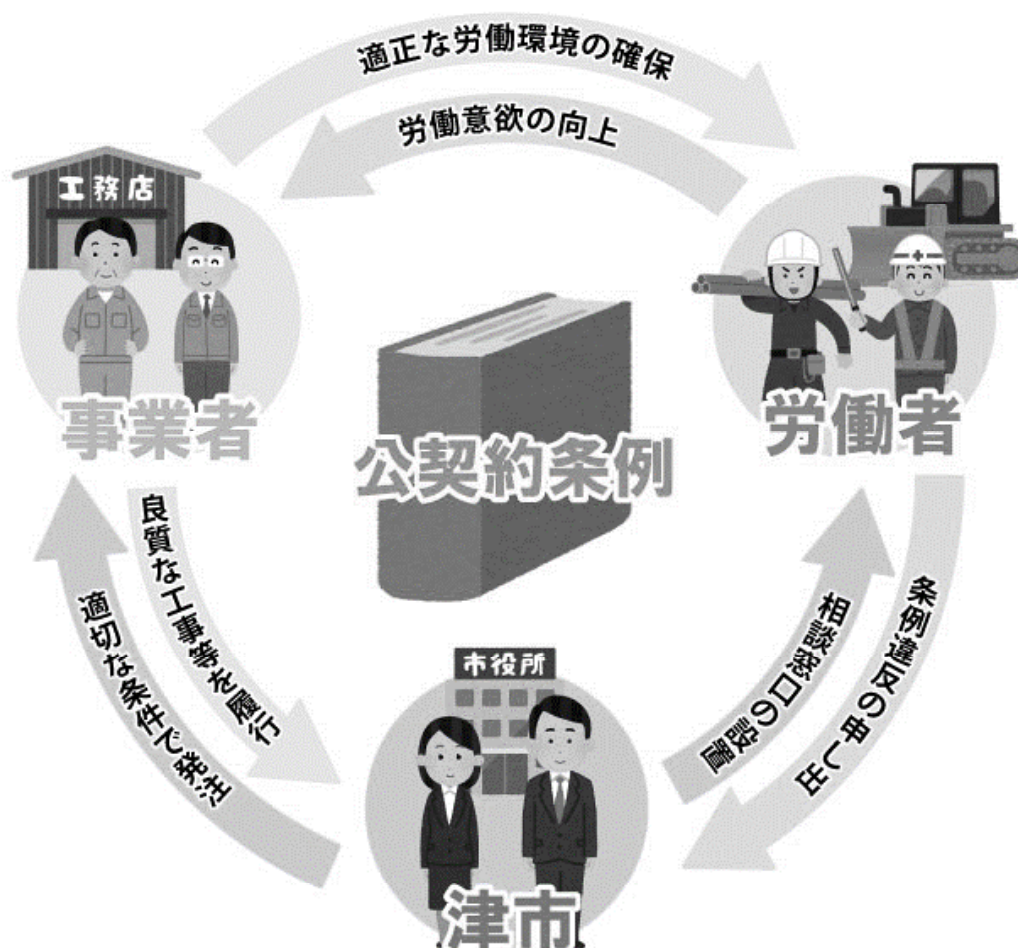 適正な労働環境の確保
労働意欲の向上
工務店
事業者
労働者
公契約条例
良質な工事等を履行
適切な条件で発注
相談窓口の設置
条例違反の申し出
市役所
津市